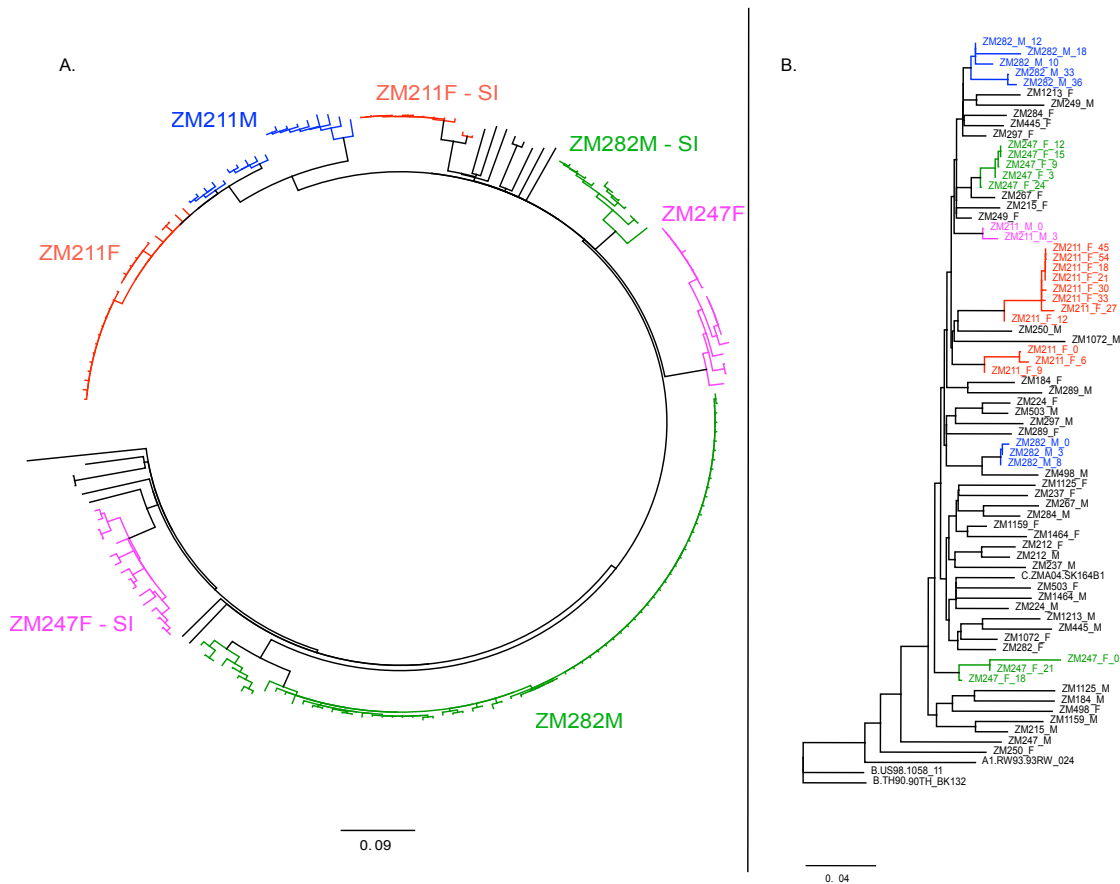 A.
ZM211F - SI
ZM211M
ZM282M - SI
ZM247F
ZM211F
ZM247F - SI
ZM282M
0.09
B.
ZM282_M_12
ZM282_M_18
ZM282_M_10
ZM282_M_33
ZM282_M_36
ZM1213_F
ZM249_M
ZM284_F
ZM445_F
ZM297_F
ZM247_F_12
ZM247_F_15
ZM247_F_9
ZM247_F_3
ZM247_F_24
ZM267_F
ZM215_F
ZM249_F
ZM211_M_0
ZM211_M_3
ZM211_F_45
ZM211_F_54
ZM211_F_18
ZM211_F_21
ZM211_F_30
ZM211_F_33
ZM211_F_27
ZM211_F_12
ZM250_M
ZM1072_M
ZM211_F_0
ZM211_F_6
ZM211_F_9
ZM184_F
ZM289_M
ZM224_F
ZM503_M
ZM297_M
ZM289_F
ZM282_M_0
ZM282_M_3
ZM282_M_8
ZM498_M
ZM1125_F
ZM237_F
ZM267_M
ZM284_M
ZM1159_F
ZM1464_F
ZM212_F
ZM212_M
ZM237_M
C.ZMA04.SK164B1
ZM503_F
ZM1464_M
ZM224_M
ZM1213_M
ZM445_M
ZM1072_F
ZM282_F
ZM247_F_0
ZM247_F_21
ZM247_F_18
ZM1125_M
ZM184_M
ZM498_F
ZM1159_M
ZM215_M
ZM247_M
ZM250_F
A1.RW93.93RW_024
B.US98.1058_11
B.TH90.90TH_BK132
0.04